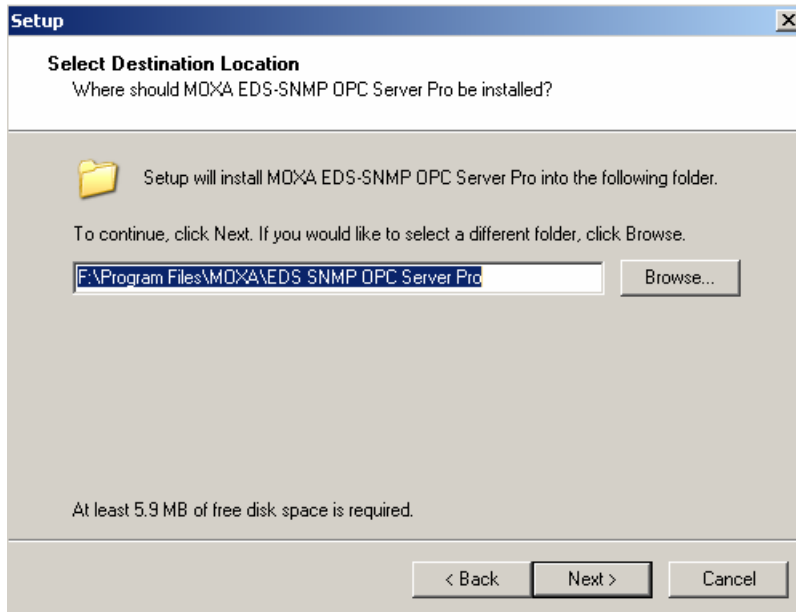 Setup
Select Destination Location
Where should MOXA EDS-SNMP OPC Server Pro be installed?
Setup will install MOXA EDS-SNMP OPC Server Pro into the following folder.
To continue, click Next. If you would like to select a different folder, click Browse.
F:\Program Files\MOXA\EDS SNMP OPC Server Pro
Browse...
At least 5.9 MB of free disk space is required.
< Back
Next >
Cancel